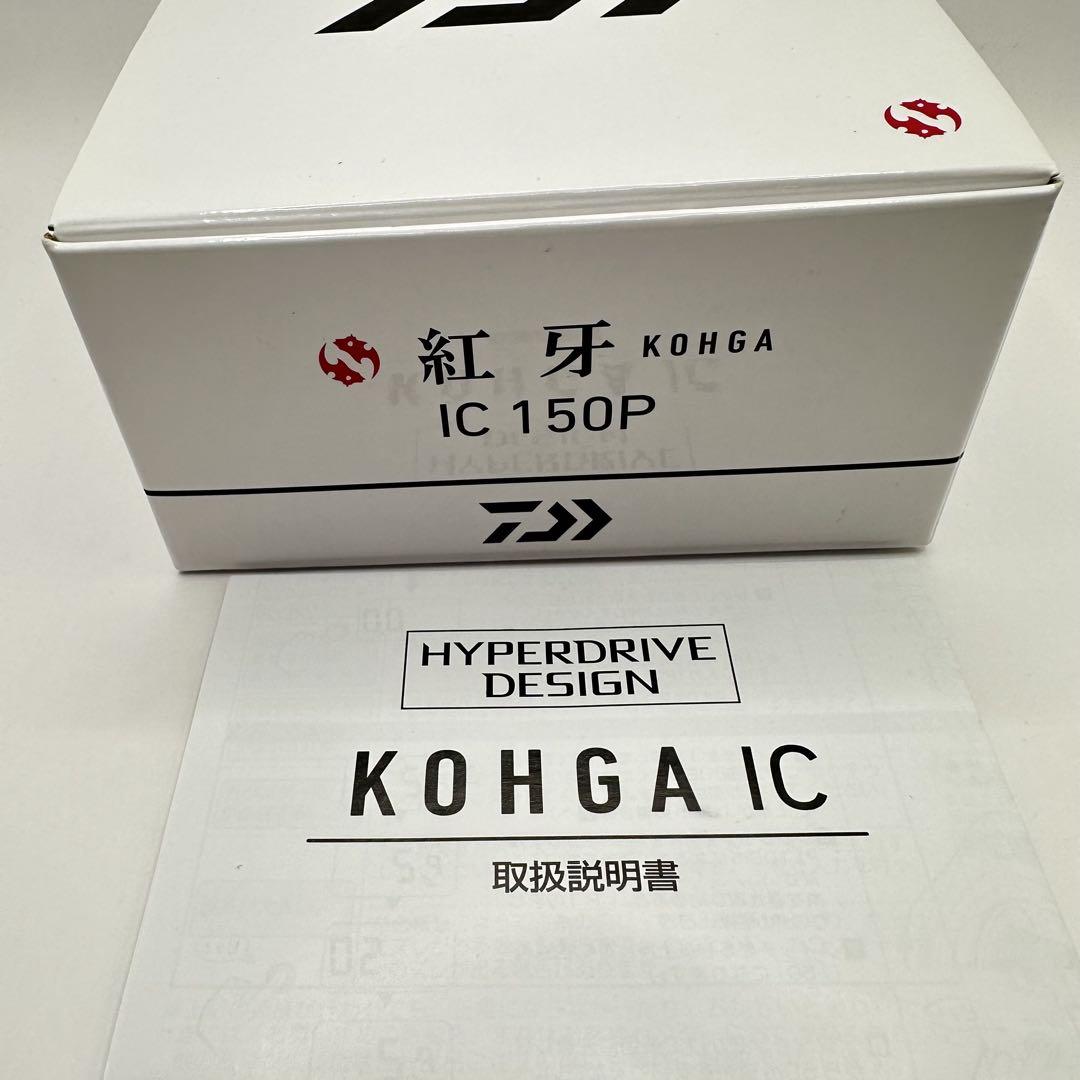 紅牙 KOHGA
IC 150P
HYPERDRIVE
DESIGN
KOHGA IC
取扱説明書